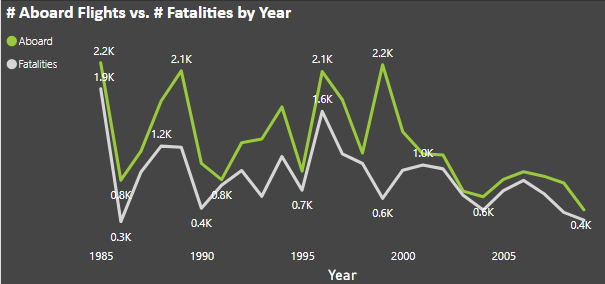 # Aboard Flights vs. # Fatalities by Year
Aboard
Fatalities
2.2K
1.9K
0.8K
0.3K
1.2K
2.1K
0.4K
0.8K
0.7K
2.1K
1.6K
2.2K
0.6K
1.0K
0.6K
0.4K
1985 1990 1995 2000 2005
Year